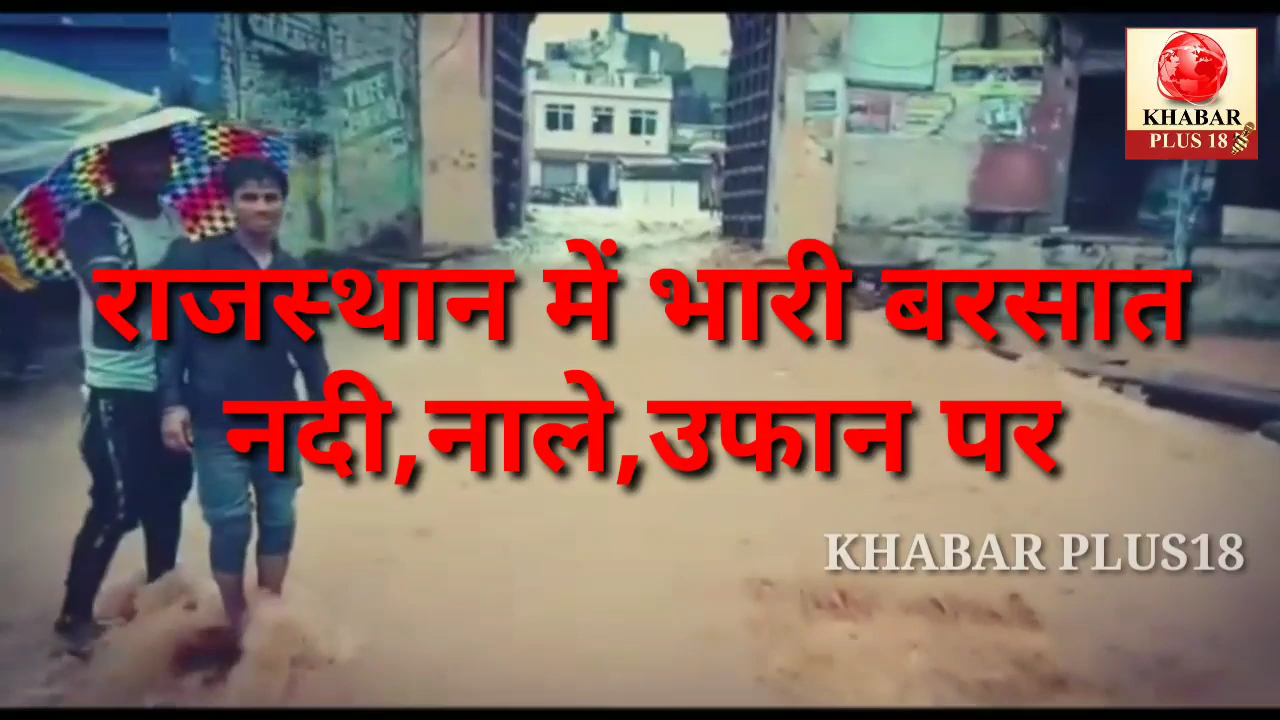 KHABAR
PLUS 18
राजस्थान में भारी बरसात
नदी,नाले,उफान पर
KHABAR PLUS18